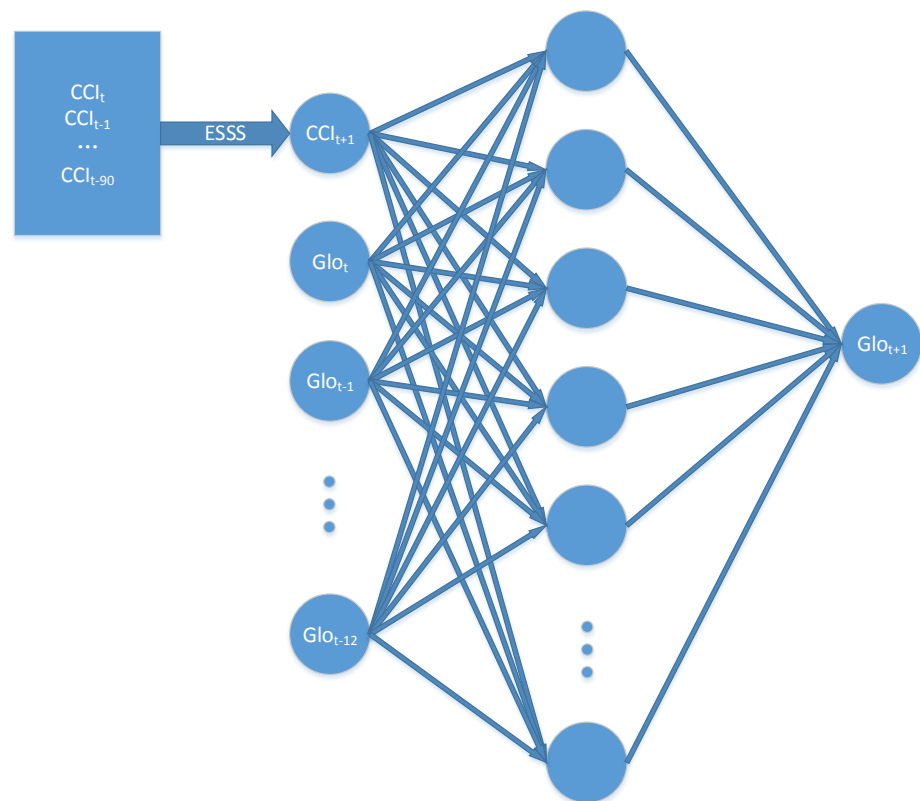 CCIₜ
CCIₜ₋₁
...
CCIₜ₋₉₀
ESSS
CCIₜ₊₁
Gloₜ
Gloₜ₋₁
Gloₜ₋₁₂
Gloₜ₊₁